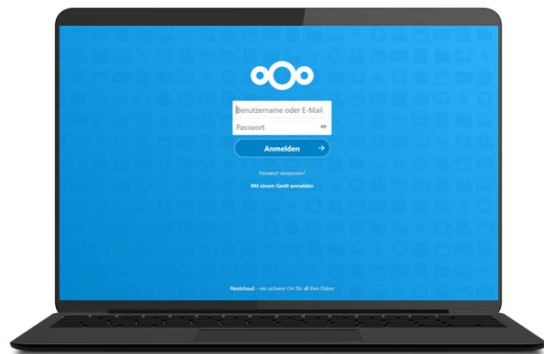 Benutzername oder E-Mail
Passwort
Anmelden
Passwort vergessen?
Mit einem Gerät anmelden
Nextcloud – ein sicherer Ort für all Ihre Daten